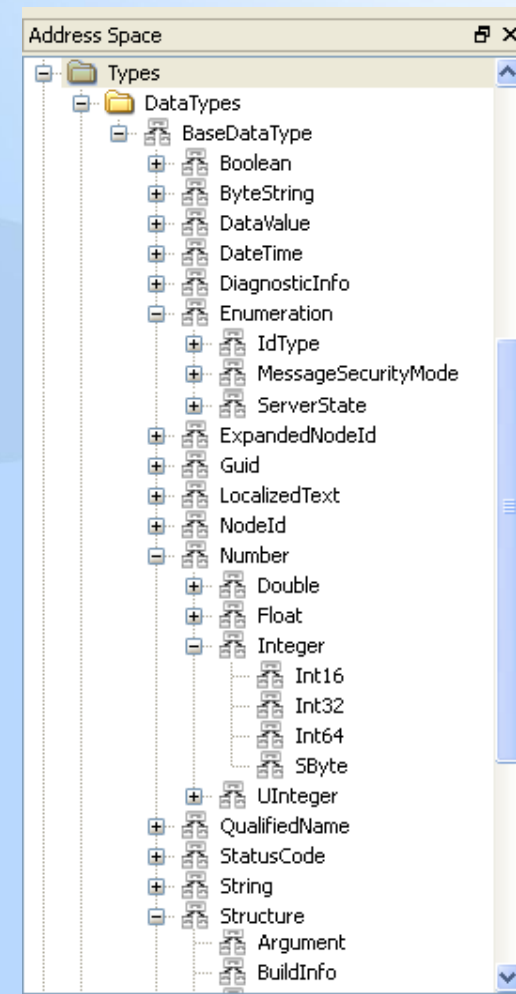 Address Space
Types
DataTypes
BaseDataType
Boolean
ByteString
DataValue
DateTime
DiagnosticInfo
Enumeration
IdType
MessageSecurityMode
ServerState
ExpandedNodeId
Guid
LocalizedText
NodeId
Number
Double
Float
Integer
Int16
Int32
Int64
SByte
UInteger
QualifiedName
StatusCode
String
Structure
Argument
BuildInfo